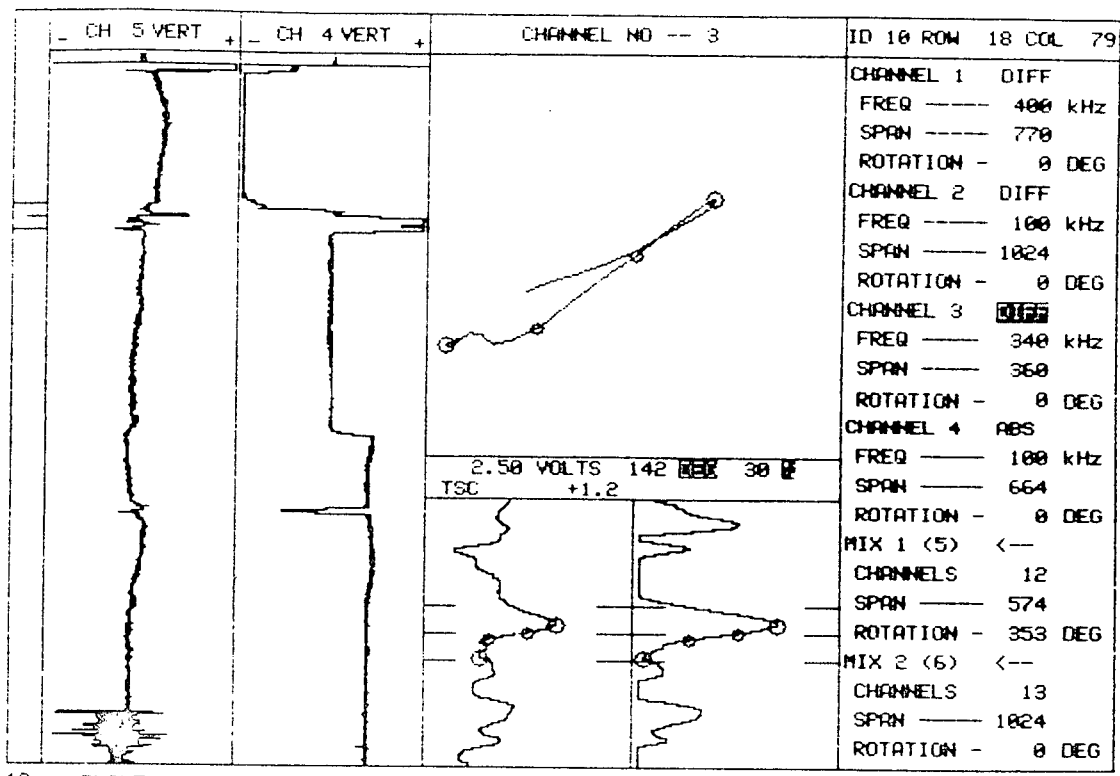 _ CH 5 VERT +
_ CH 4 VERT +
CHANNEL NO -- 3
ID 10 ROW 18 COL 79
CHANNEL 1 DIFF
FREQ ----- 400 kHz
SPAN ----- 770
ROTATION - 0 DEG
CHANNEL 2 DIFF
FREQ ----- 100 kHz
SPAN ----- 1024
ROTATION - 0 DEG
CHANNEL 3 DIFF
FREQ ----- 340 kHz
SPAN ----- 360
ROTATION - 0 DEG
CHANNEL 4 ABS
FREQ ----- 100 kHz
SPAN ----- 664
ROTATION - 0 DEG
MIX 1 (5) <--
CHANNELS 12
SPAN ----- 574
ROTATION - 353 DEG
MIX 2 (6) <--
CHANNELS 13
SPAN ----- 1024
ROTATION - 0 DEG
2.50 VOLTS 142 DEG 30
TSC +1.2